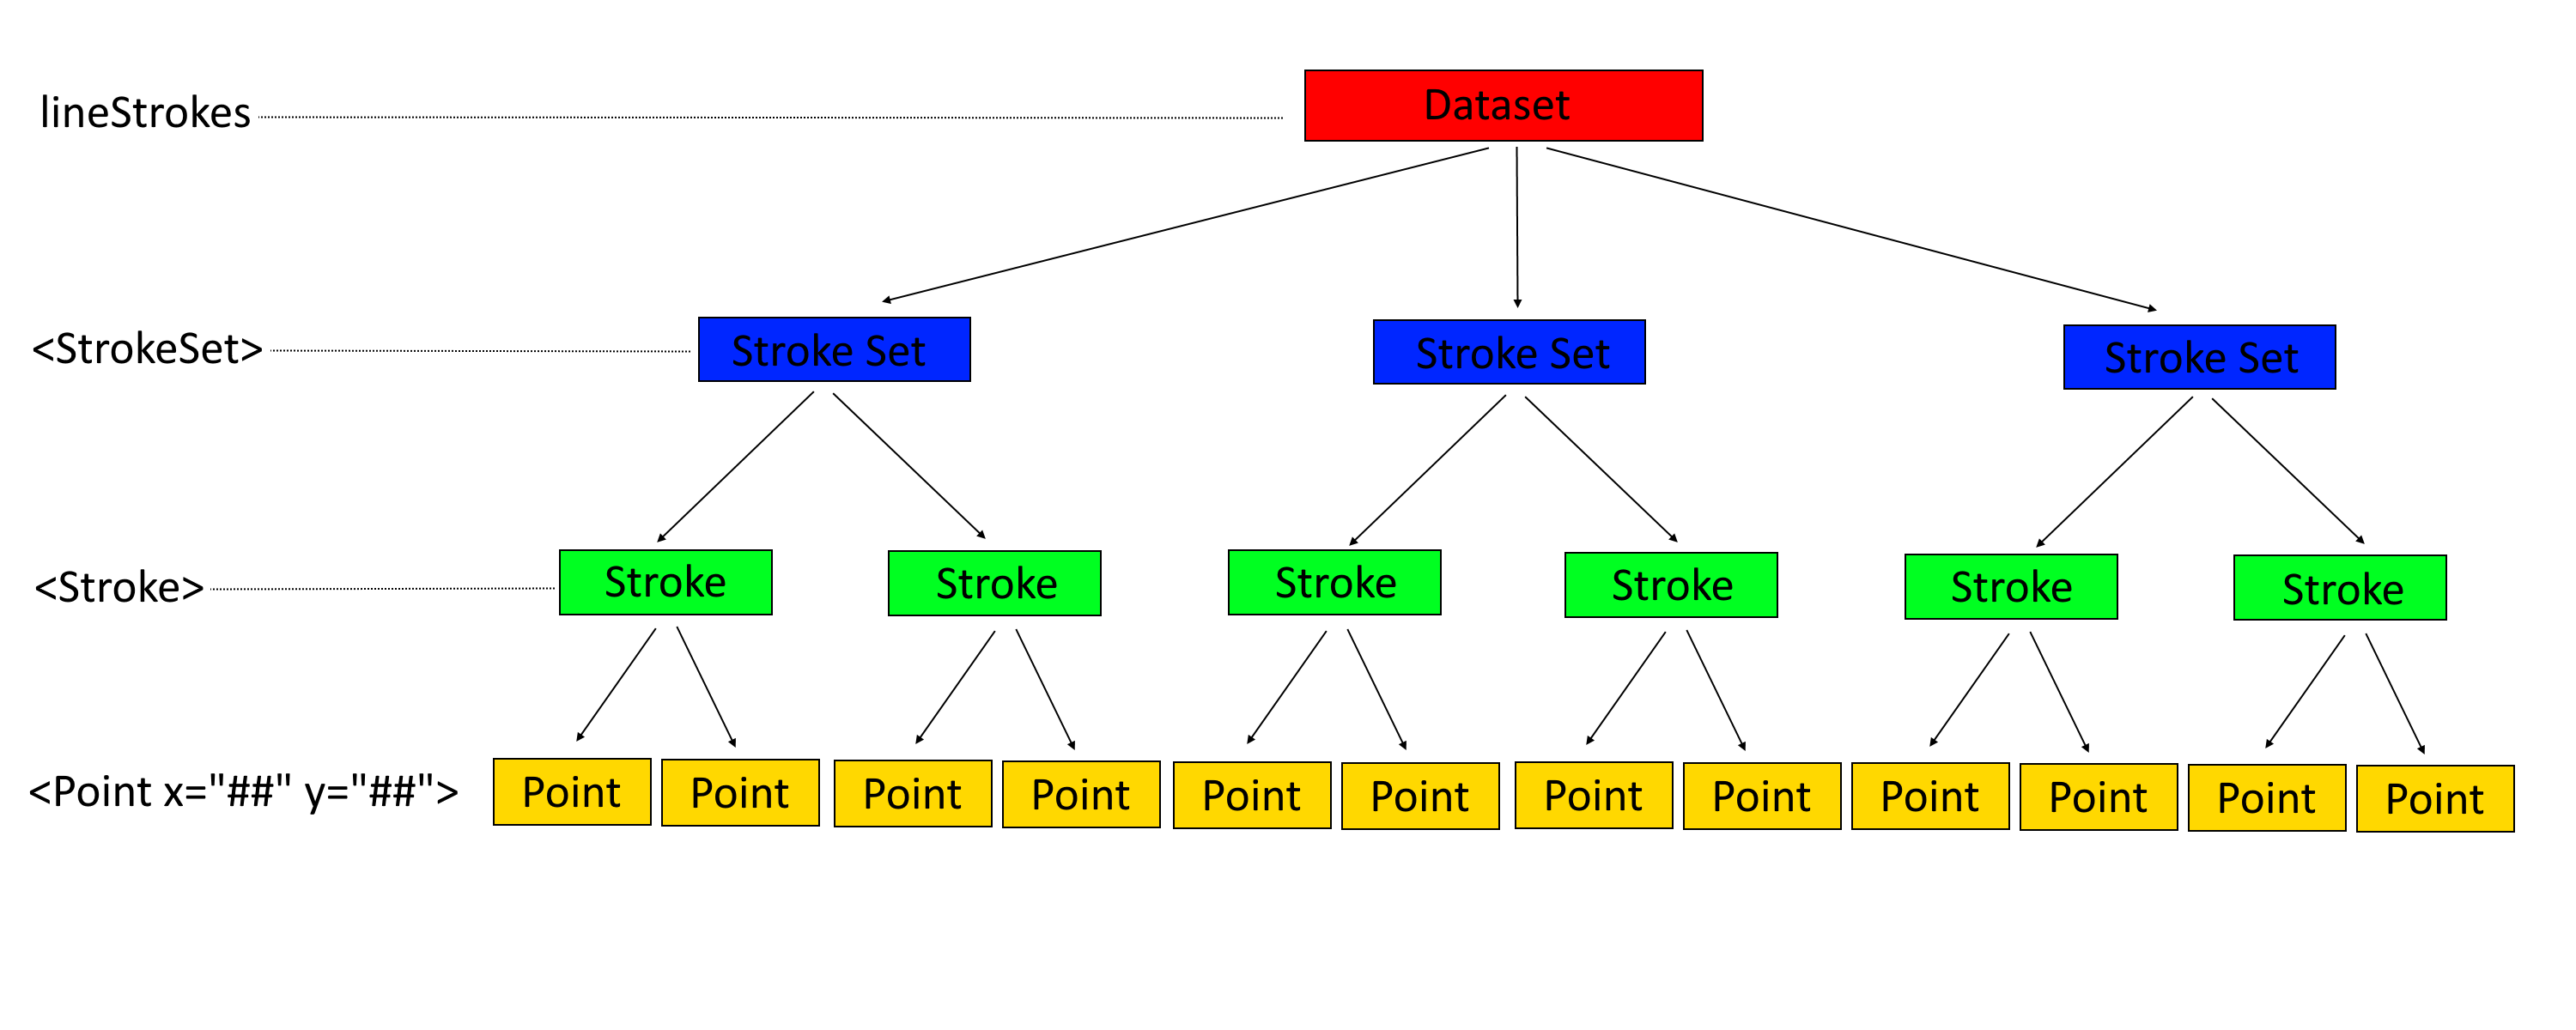 lineStrokes Dataset
<StrokeSet> Stroke Set Stroke Set Stroke Set
<Stroke> Stroke Stroke Stroke Stroke Stroke Stroke
<Point x="##" y="##"> Point Point Point Point Point Point Point Point Point Point Point Point